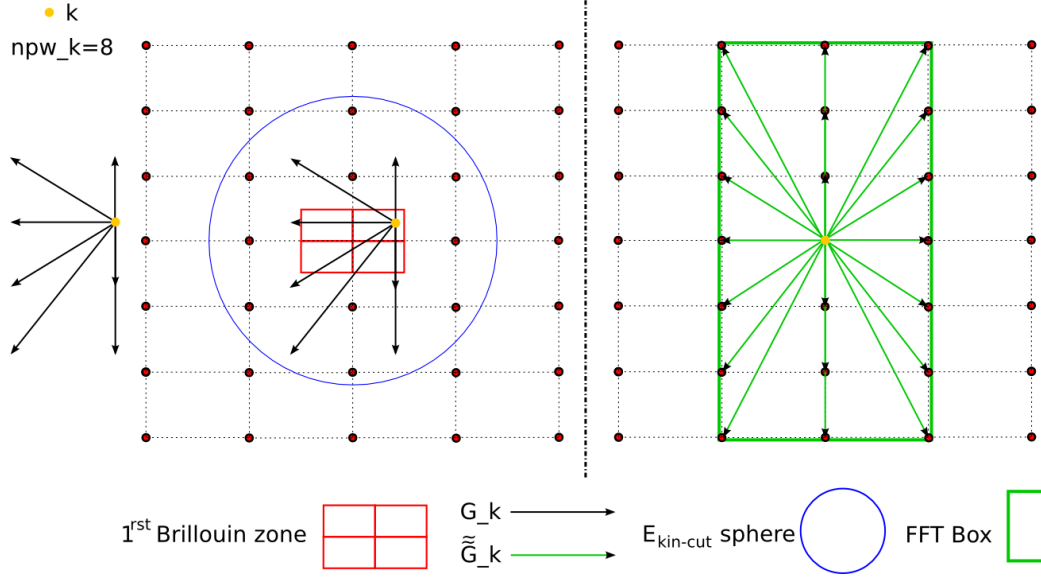 k
npw_k=8
1rst Brillouin zone
G_k
G̃̃_k
Ekin-cut sphere
FFT Box